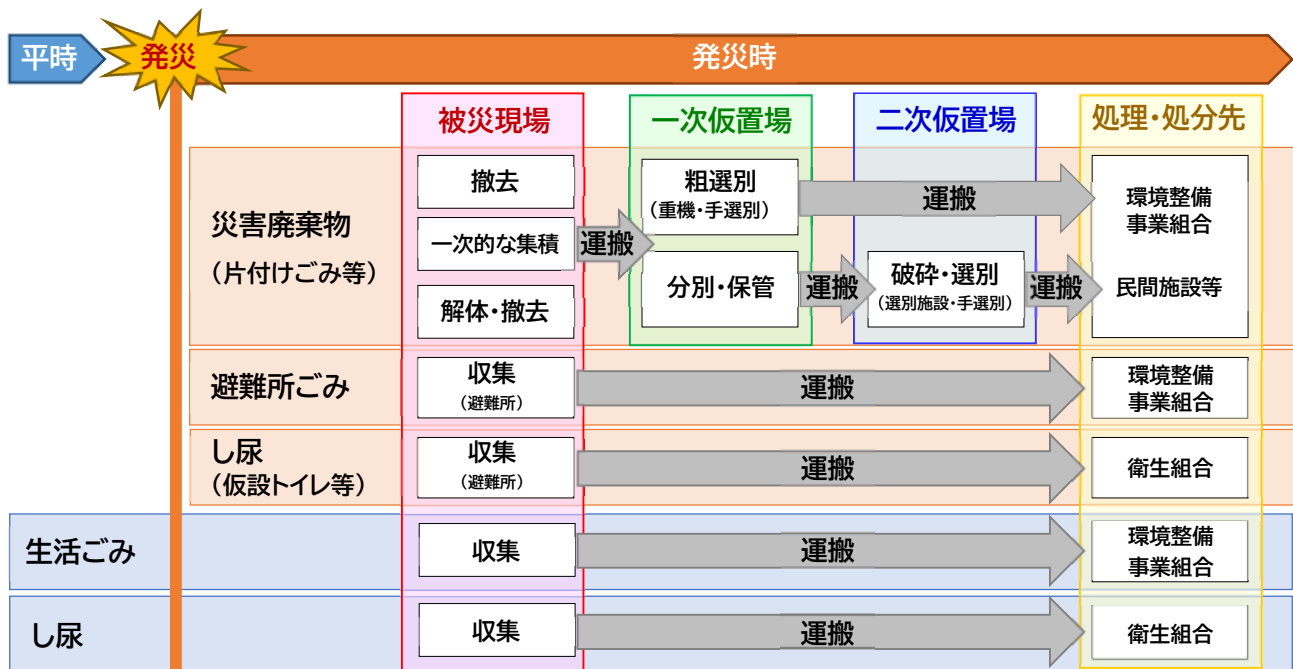 平時
発災
発災時
被災現場
一次仮置場
二次仮置場
処理・処分先
災害廃棄物
（片付けごみ等）
撤去
一次的な集積
解体・撤去
運搬
粗選別
（重機・手選別）
分別・保管
運搬
運搬
破砕・選別
（選別施設・手選別）
運搬
環境整備
事業組合
民間施設等
避難所ごみ
収集
（避難所）
運搬
環境整備
事業組合
し尿
（仮設トイレ等）
収集
（避難所）
運搬
衛生組合
生活ごみ
収集
運搬
環境整備
事業組合
し尿
収集
運搬
衛生組合